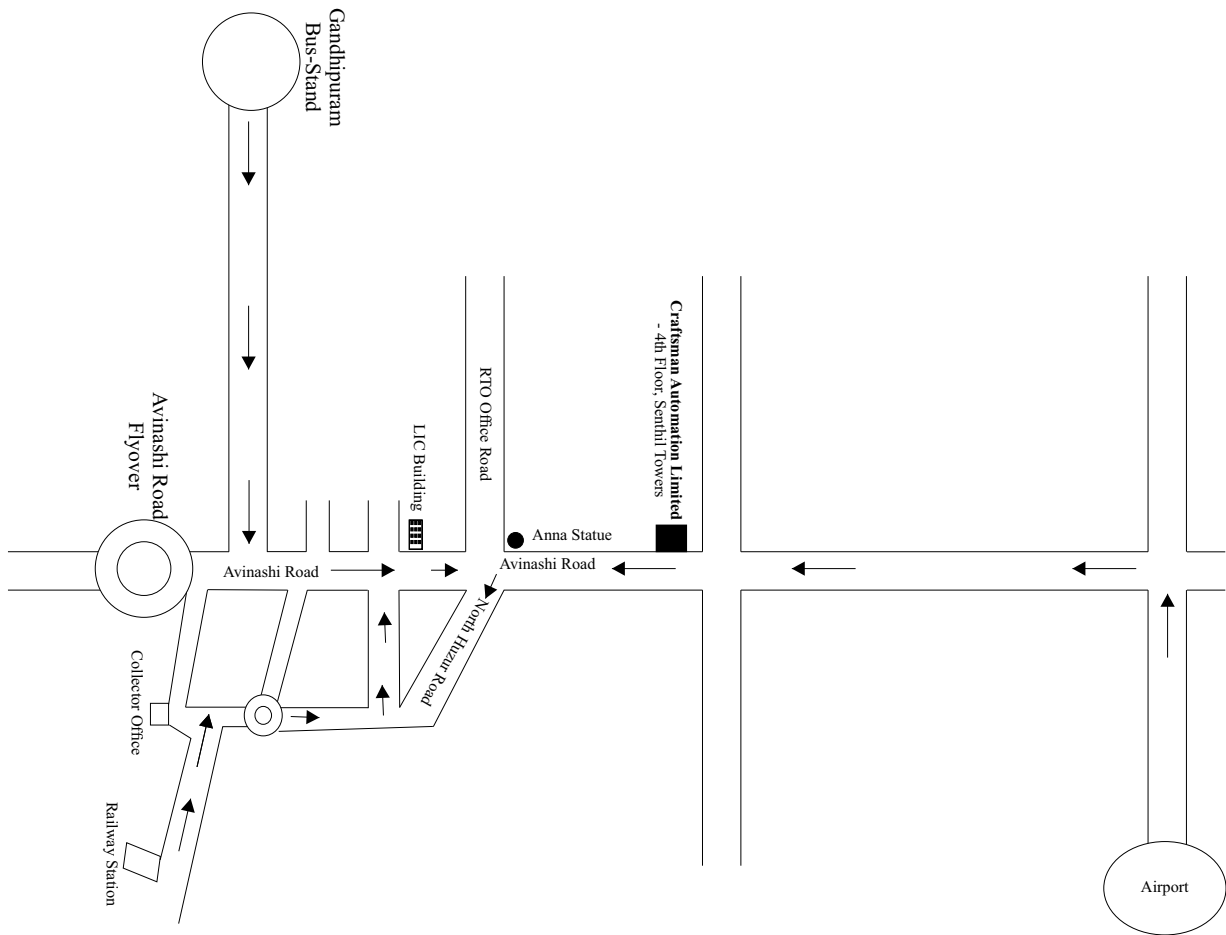 Gandhipuram
Bus-Stand
Avinashi Road
Flyover
LIC Building
RTO Office Road
Craftsman Automation Limited
- 4th Floor, Senthil Towers
Anna Statue
Avinashi Road
Avinashi Road
North Huzur Road
Collector Office
Railway Station
Airport